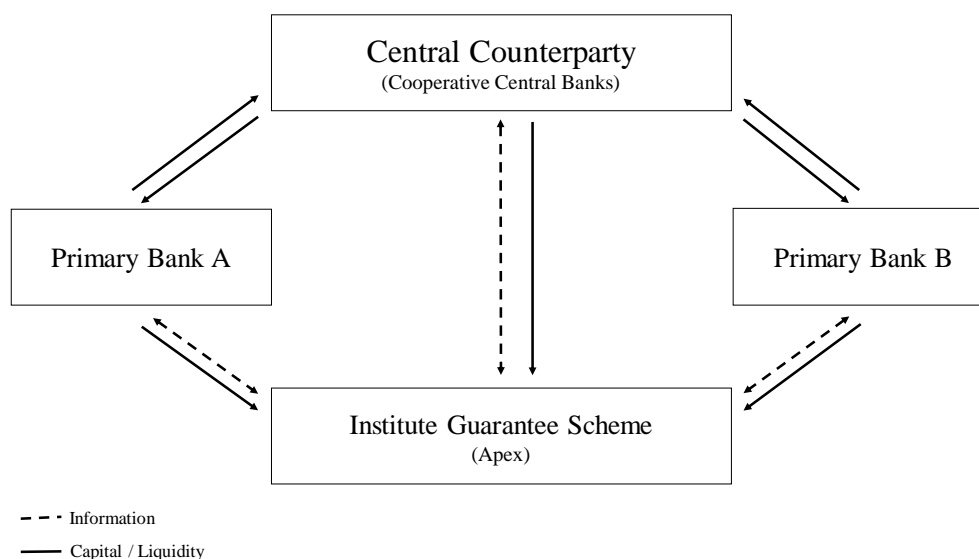 Central Counterparty
(Cooperative Central Banks)
Primary Bank A
Primary Bank B
Institute Guarantee Scheme
(Apex)
Information
Capital / Liquidity